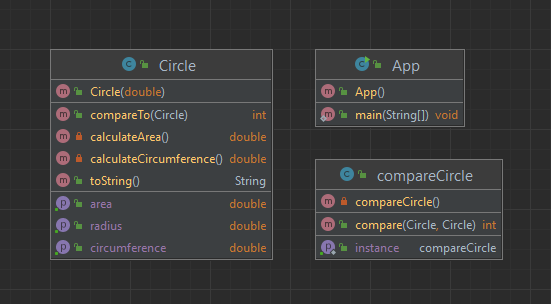 Circle
Circle(double)
compareTo(Circle) int
calculateArea() double
calculateCircumference() double
toString() String
area double
radius double
circumference double
App
App()
main(String[]) void
compareCircle
compareCircle()
compare(Circle, Circle) int
instance compareCircle